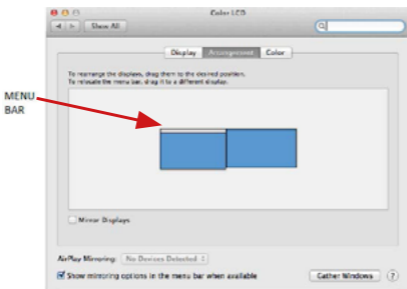 Color LCD
Show All
Display Arrangement Color
To rearrange the displays, drag them to the desired position.
To relocate the menu bar, drag it to a different display.
MENU
BAR
Mirror Displays
AirPlay Mirroring: No Devices Detected
Show mirroring options in the menu bar when available
Gather Windows ?